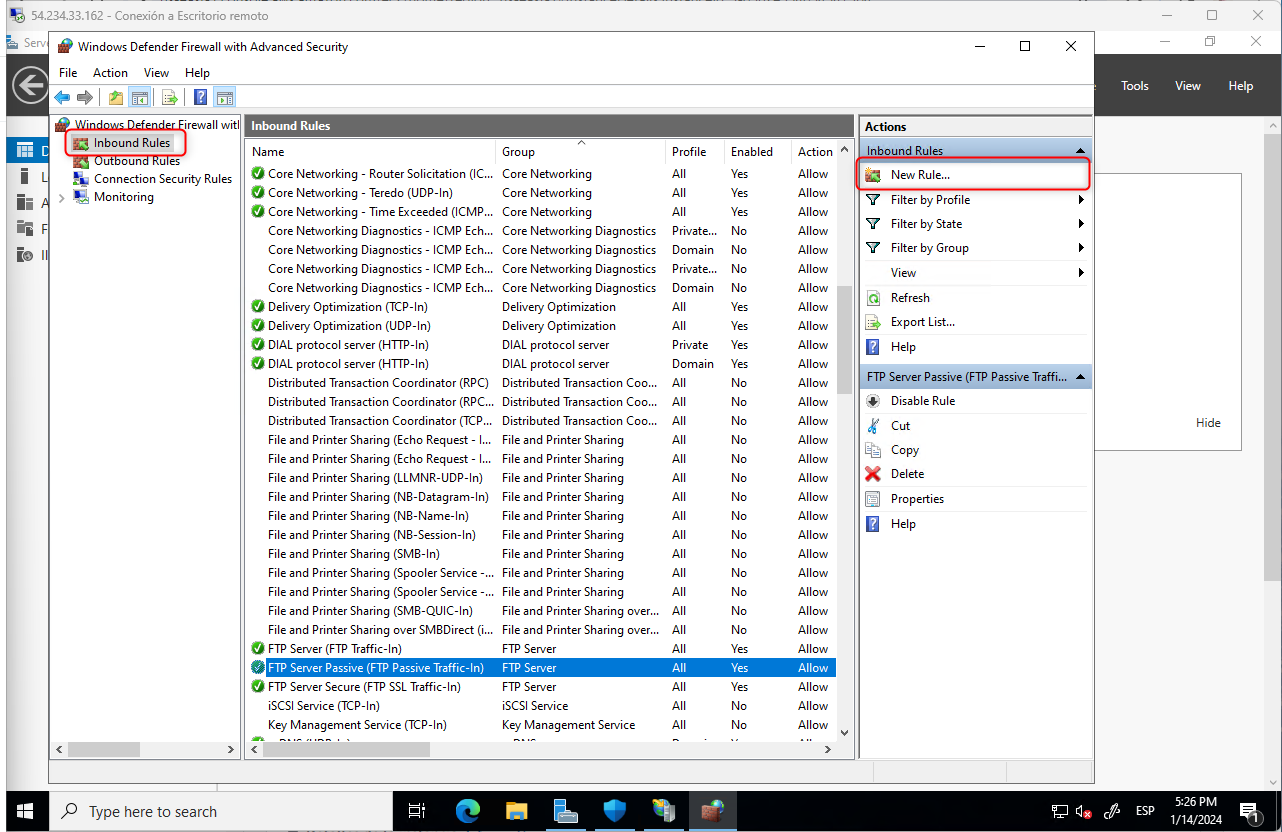 54.234.33.162 - Conexión a Escritorio remoto
Serve
Windows Defender Firewall with Advanced Security
File Action View Help
Tools View Help
Windows Defender Firewall with
Inbound Rules
Outbound Rules
Connection Security Rules
Monitoring
Inbound Rules
Name Group Profile Enabled Action
Core Networking - Router Solicitation (IC... Core Networking All Yes Allow
Core Networking - Teredo (UDP-In) Core Networking All Yes Allow
Core Networking - Time Exceeded (ICMP... Core Networking All Yes Allow
Core Networking Diagnostics - ICMP Ech... Core Networking Diagnostics Private... No Allow
Core Networking Diagnostics - ICMP Ech... Core Networking Diagnostics Domain No Allow
Core Networking Diagnostics - ICMP Ech... Core Networking Diagnostics Private... No Allow
Core Networking Diagnostics - ICMP Ech... Core Networking Diagnostics Domain No Allow
Delivery Optimization (TCP-In) Delivery Optimization All Yes Allow
Delivery Optimization (UDP-In) Delivery Optimization All Yes Allow
DIAL protocol server (HTTP-In) DIAL protocol server Private Yes Allow
DIAL protocol server (HTTP-In) DIAL protocol server Domain Yes Allow
Distributed Transaction Coordinator (RPC) Distributed Transaction Coo... All No Allow
Distributed Transaction Coordinator (RPC... Distributed Transaction Coo... All No Allow
Distributed Transaction Coordinator (TCP... Distributed Transaction Coo... All No Allow
File and Printer Sharing (Echo Request - I... File and Printer Sharing All No Allow
File and Printer Sharing (Echo Request - I... File and Printer Sharing All No Allow
File and Printer Sharing (LLMNR-UDP-In) File and Printer Sharing All No Allow
File and Printer Sharing (NB-Datagram-In) File and Printer Sharing All No Allow
File and Printer Sharing (NB-Name-In) File and Printer Sharing All No Allow
File and Printer Sharing (NB-Session-In) File and Printer Sharing All No Allow
File and Printer Sharing (SMB-In) File and Printer Sharing All No Allow
File and Printer Sharing (Spooler Service -... File and Printer Sharing All No Allow
File and Printer Sharing (Spooler Service -... File and Printer Sharing All No Allow
File and Printer Sharing (SMB-QUIC-In) File and Printer Sharing over... All No Allow
File and Printer Sharing over SMBDirect (i... File and Printer Sharing over... All No Allow
FTP Server (FTP Traffic-In) FTP Server All Yes Allow
FTP Server Passive (FTP Passive Traffic-In) FTP Server All Yes Allow
FTP Server Secure (FTP SSL Traffic-In) FTP Server All Yes Allow
iSCSI Service (TCP-In) iSCSI Service All No Allow
Key Management Service (TCP-In) Key Management Service All No Allow
Actions
Inbound Rules
New Rule...
Filter by Profile
Filter by State
Filter by Group
View
Refresh
Export List...
Help
FTP Server Passive (FTP Passive Traffi...
Disable Rule
Cut
Copy
Delete
Properties
Help
Hide
Type here to search
ESP
5:26 PM
1/14/2024
1